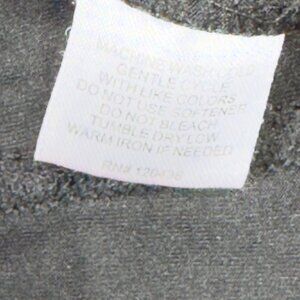 MACHINE WASH COLD
GENTLE CYCLE
WITH LIKE COLORS
DO NOT USE SOFTENER
DO NOT BLEACH
TUMBLE DRY LOW
WARM IRON IF NEEDED
RN#